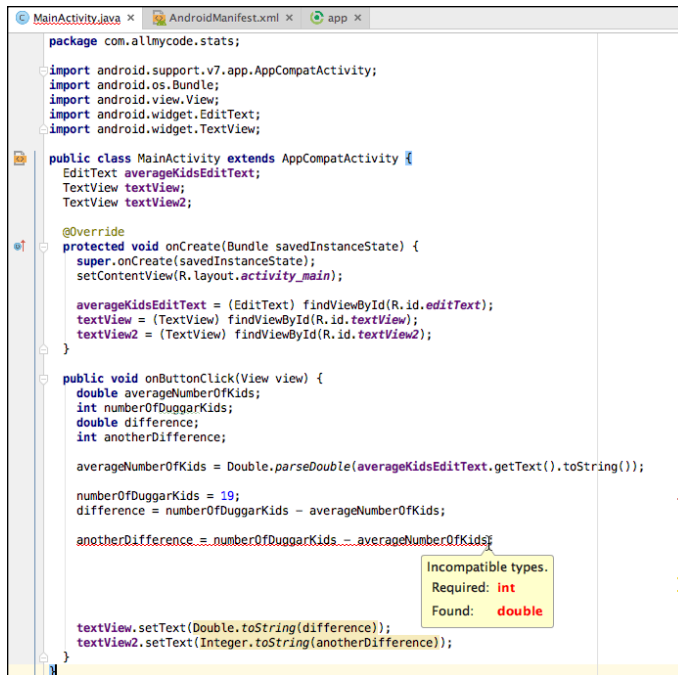 MainActivity.java × AndroidManifest.xml × app ×
package com.allmycode.stats;
import android.support.v7.app.AppCompatActivity;
import android.os.Bundle;
import android.view.View;
import android.widget.EditText;
import android.widget.TextView;
public class MainActivity extends AppCompatActivity {
EditText averageKidsEditText;
TextView textView;
TextView textView2;
@Override
protected void onCreate(Bundle savedInstanceState) {
super.onCreate(savedInstanceState);
setContentView(R.layout.activity_main);
averageKidsEditText = (EditText) findViewById(R.id.editText);
textView = (TextView) findViewById(R.id.textView);
textView2 = (TextView) findViewById(R.id.textView2);
}
public void onButtonClick(View view) {
double averageNumberOfKids;
int numberOfDuggarKids;
double difference;
int anotherDifference;
averageNumberOfKids = Double.parseDouble(averageKidsEditText.getText().toString());
numberOfDuggarKids = 19;
difference = numberOfDuggarKids - averageNumberOfKids;
anotherDifference = numberOfDuggarKids - averageNumberOfKids;
Incompatible types.
Required: int
Found: double
textView.setText(Double.toString(difference));
textView2.setText(Integer.toString(anotherDifference));
}
}